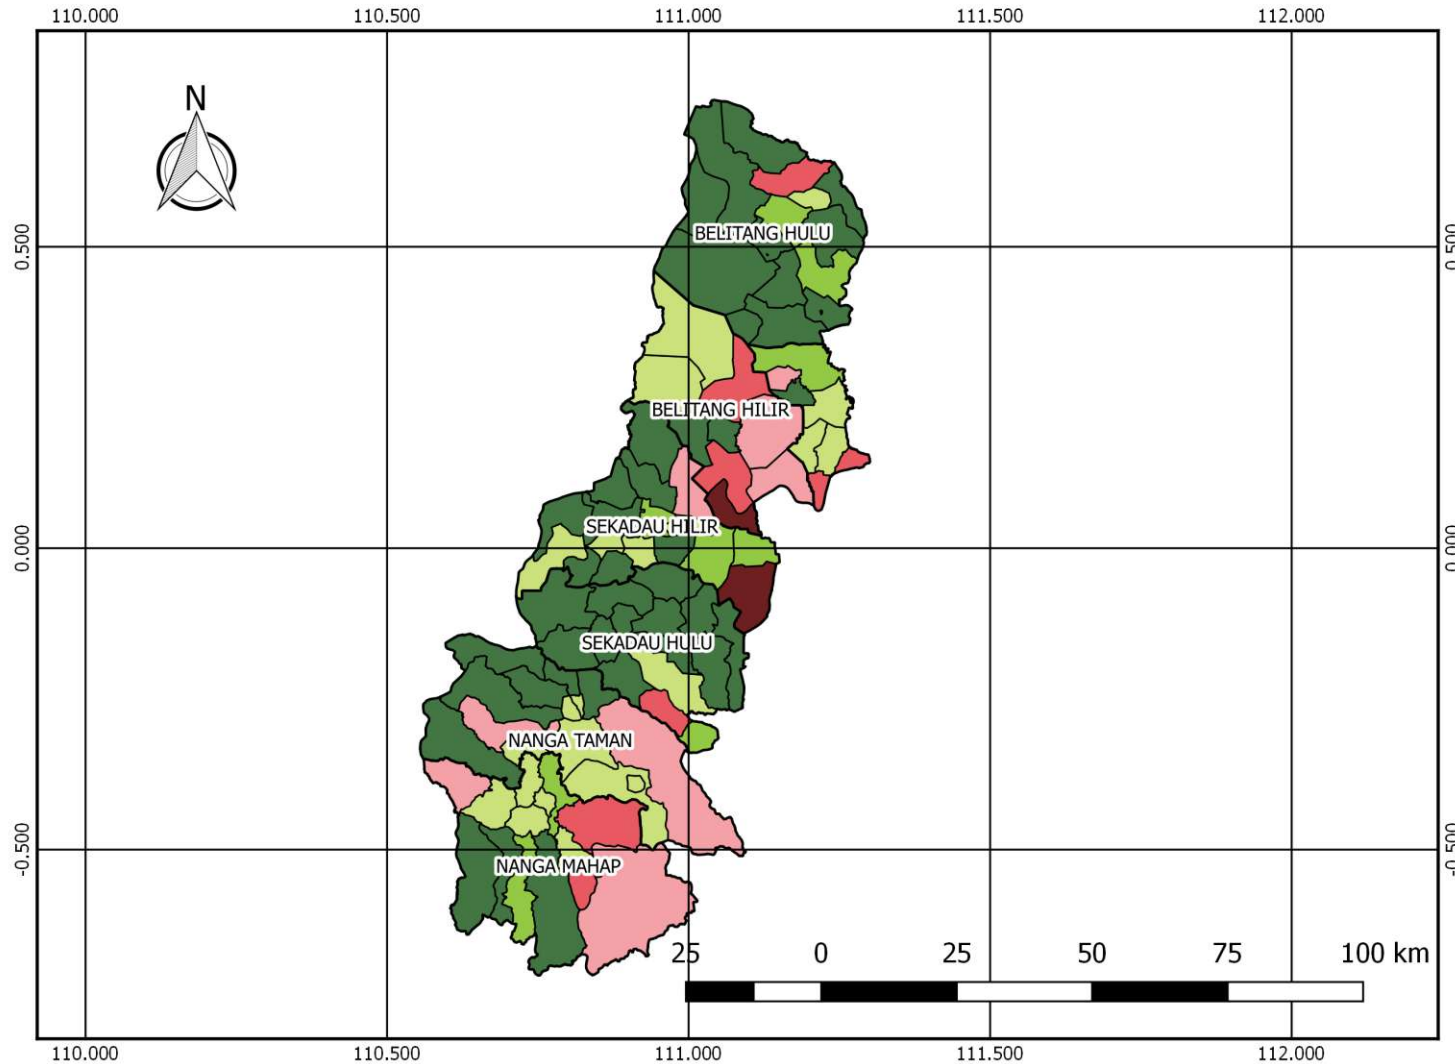 110.000 110.500 111.000 111.500 112.000
N
BELITANG HULU
0.500 0.500
BELITANG HILIR
SEKADAU HILIR
0.000 0.000
SEKADAU HULU
NANGA TAMAN
-0.500 -0.500
NANGA MAHAP
25 0 25 50 75 100 km
110.000 110.500 111.000 111.500 112.000